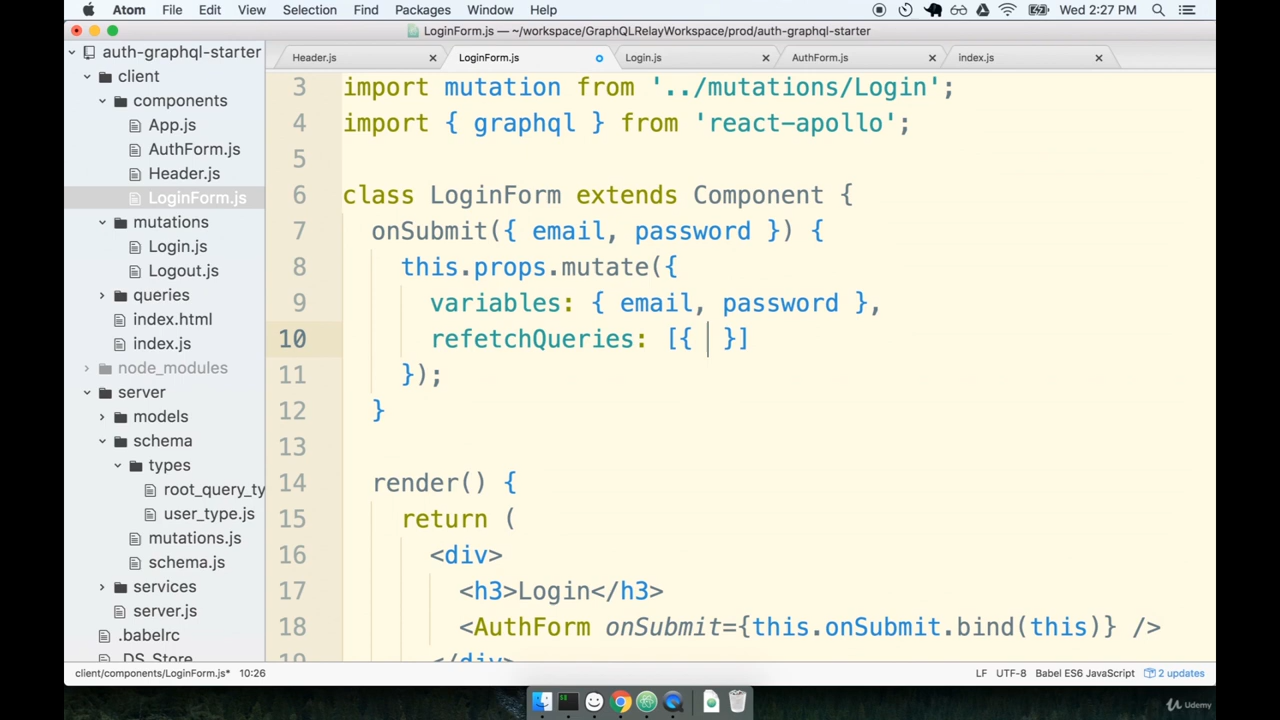 Atom File Edit View Selection Find Packages Window Help Wed 2:27 PM
LoginForm.js — ~/workspace/GraphQLRelayWorkspace/prod/auth-graphql-starter
auth-graphql-starter
client
components
App.js
AuthForm.js
Header.js
LoginForm.js
mutations
Login.js
Logout.js
queries
index.html
index.js
node_modules
server
models
schema
types
root_query_ty
user_type.js
mutations.js
schema.js
services
server.js
.babelrc
.DS_Store
Header.js LoginForm.js Login.js AuthForm.js index.js
3 import mutation from '../mutations/Login';
4 import { graphql } from 'react-apollo';
5
6 class LoginForm extends Component {
7 onSubmit({ email, password }) {
8 this.props.mutate({
9 variables: { email, password },
10 refetchQueries: [{ }]
11 });
12 }
13
14 render() {
15 return (
16 <div>
17 <h3>Login</h3>
18 <AuthForm onSubmit={this.onSubmit.bind(this)} />
19 </div>
client/components/LoginForm.js* 10:26 LF UTF-8 Babel ES6 JavaScript 2 updates
Udemy